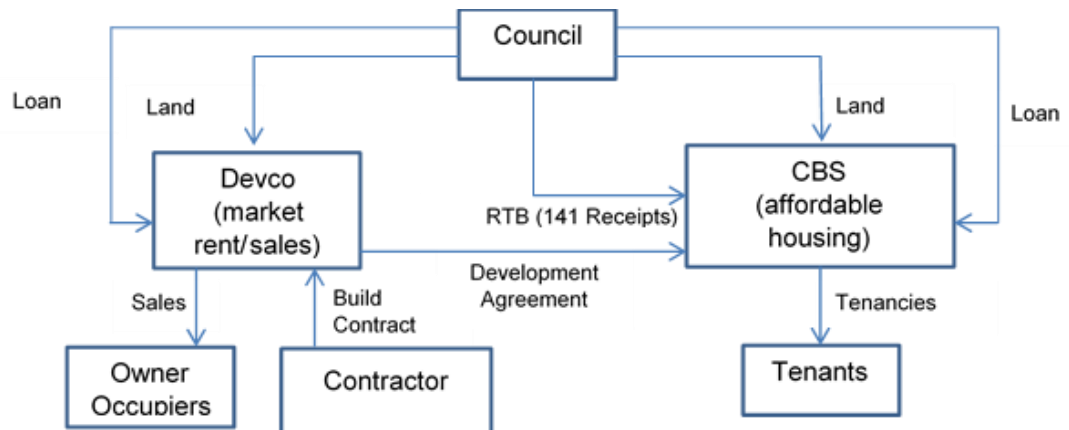 Council
Loan
Land
Land
Loan
Devco
(market
rent/sales)
CBS
(affordable
housing)
RTB (141 Receipts)
Development
Agreement
Sales
Build
Contract
Tenancies
Owner
Occupiers
Contractor
Tenants